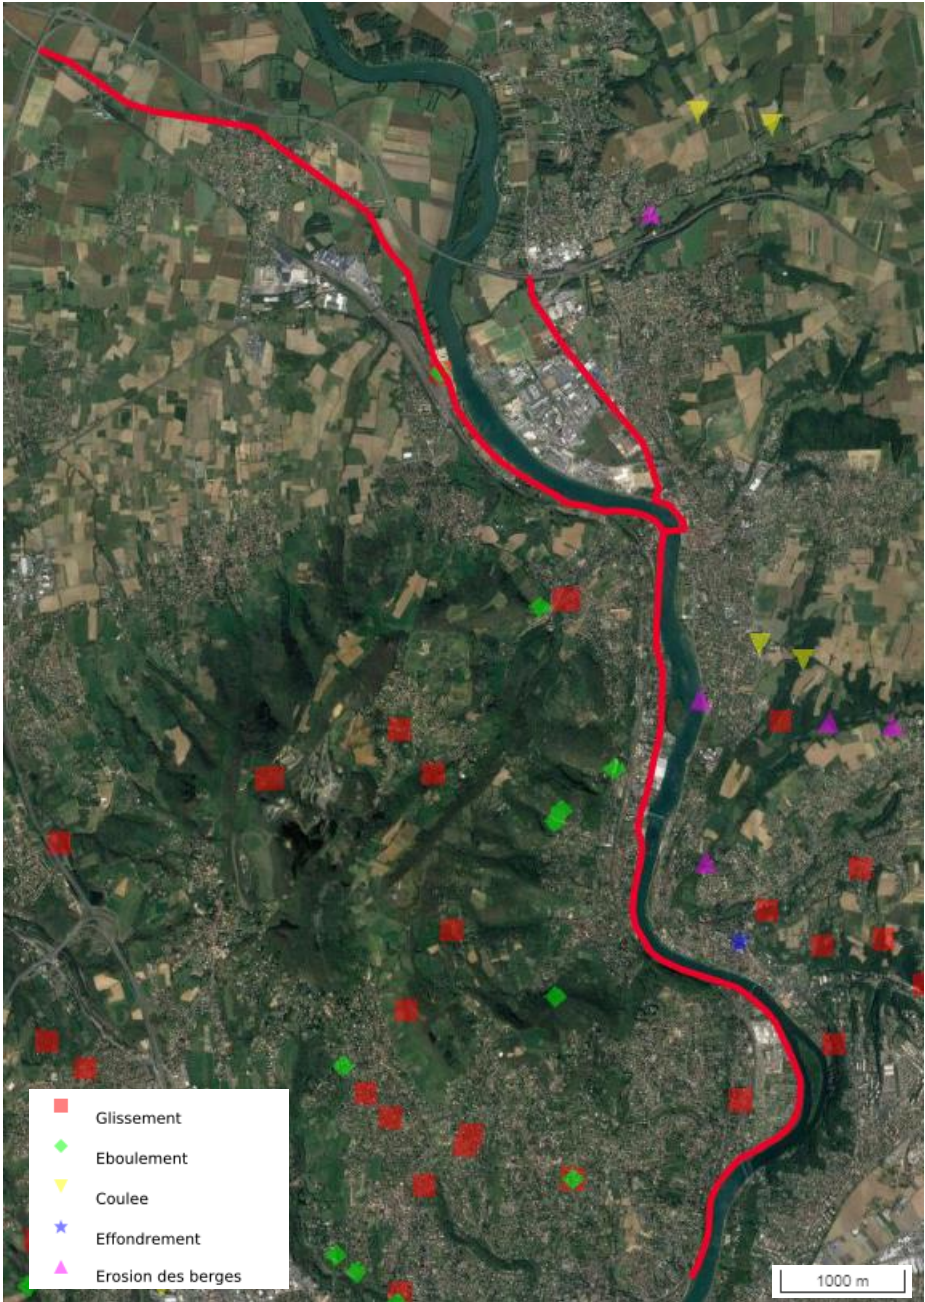 Glissement
Eboulement
Coulee
Effondrement
Erosion des berges
1000 m